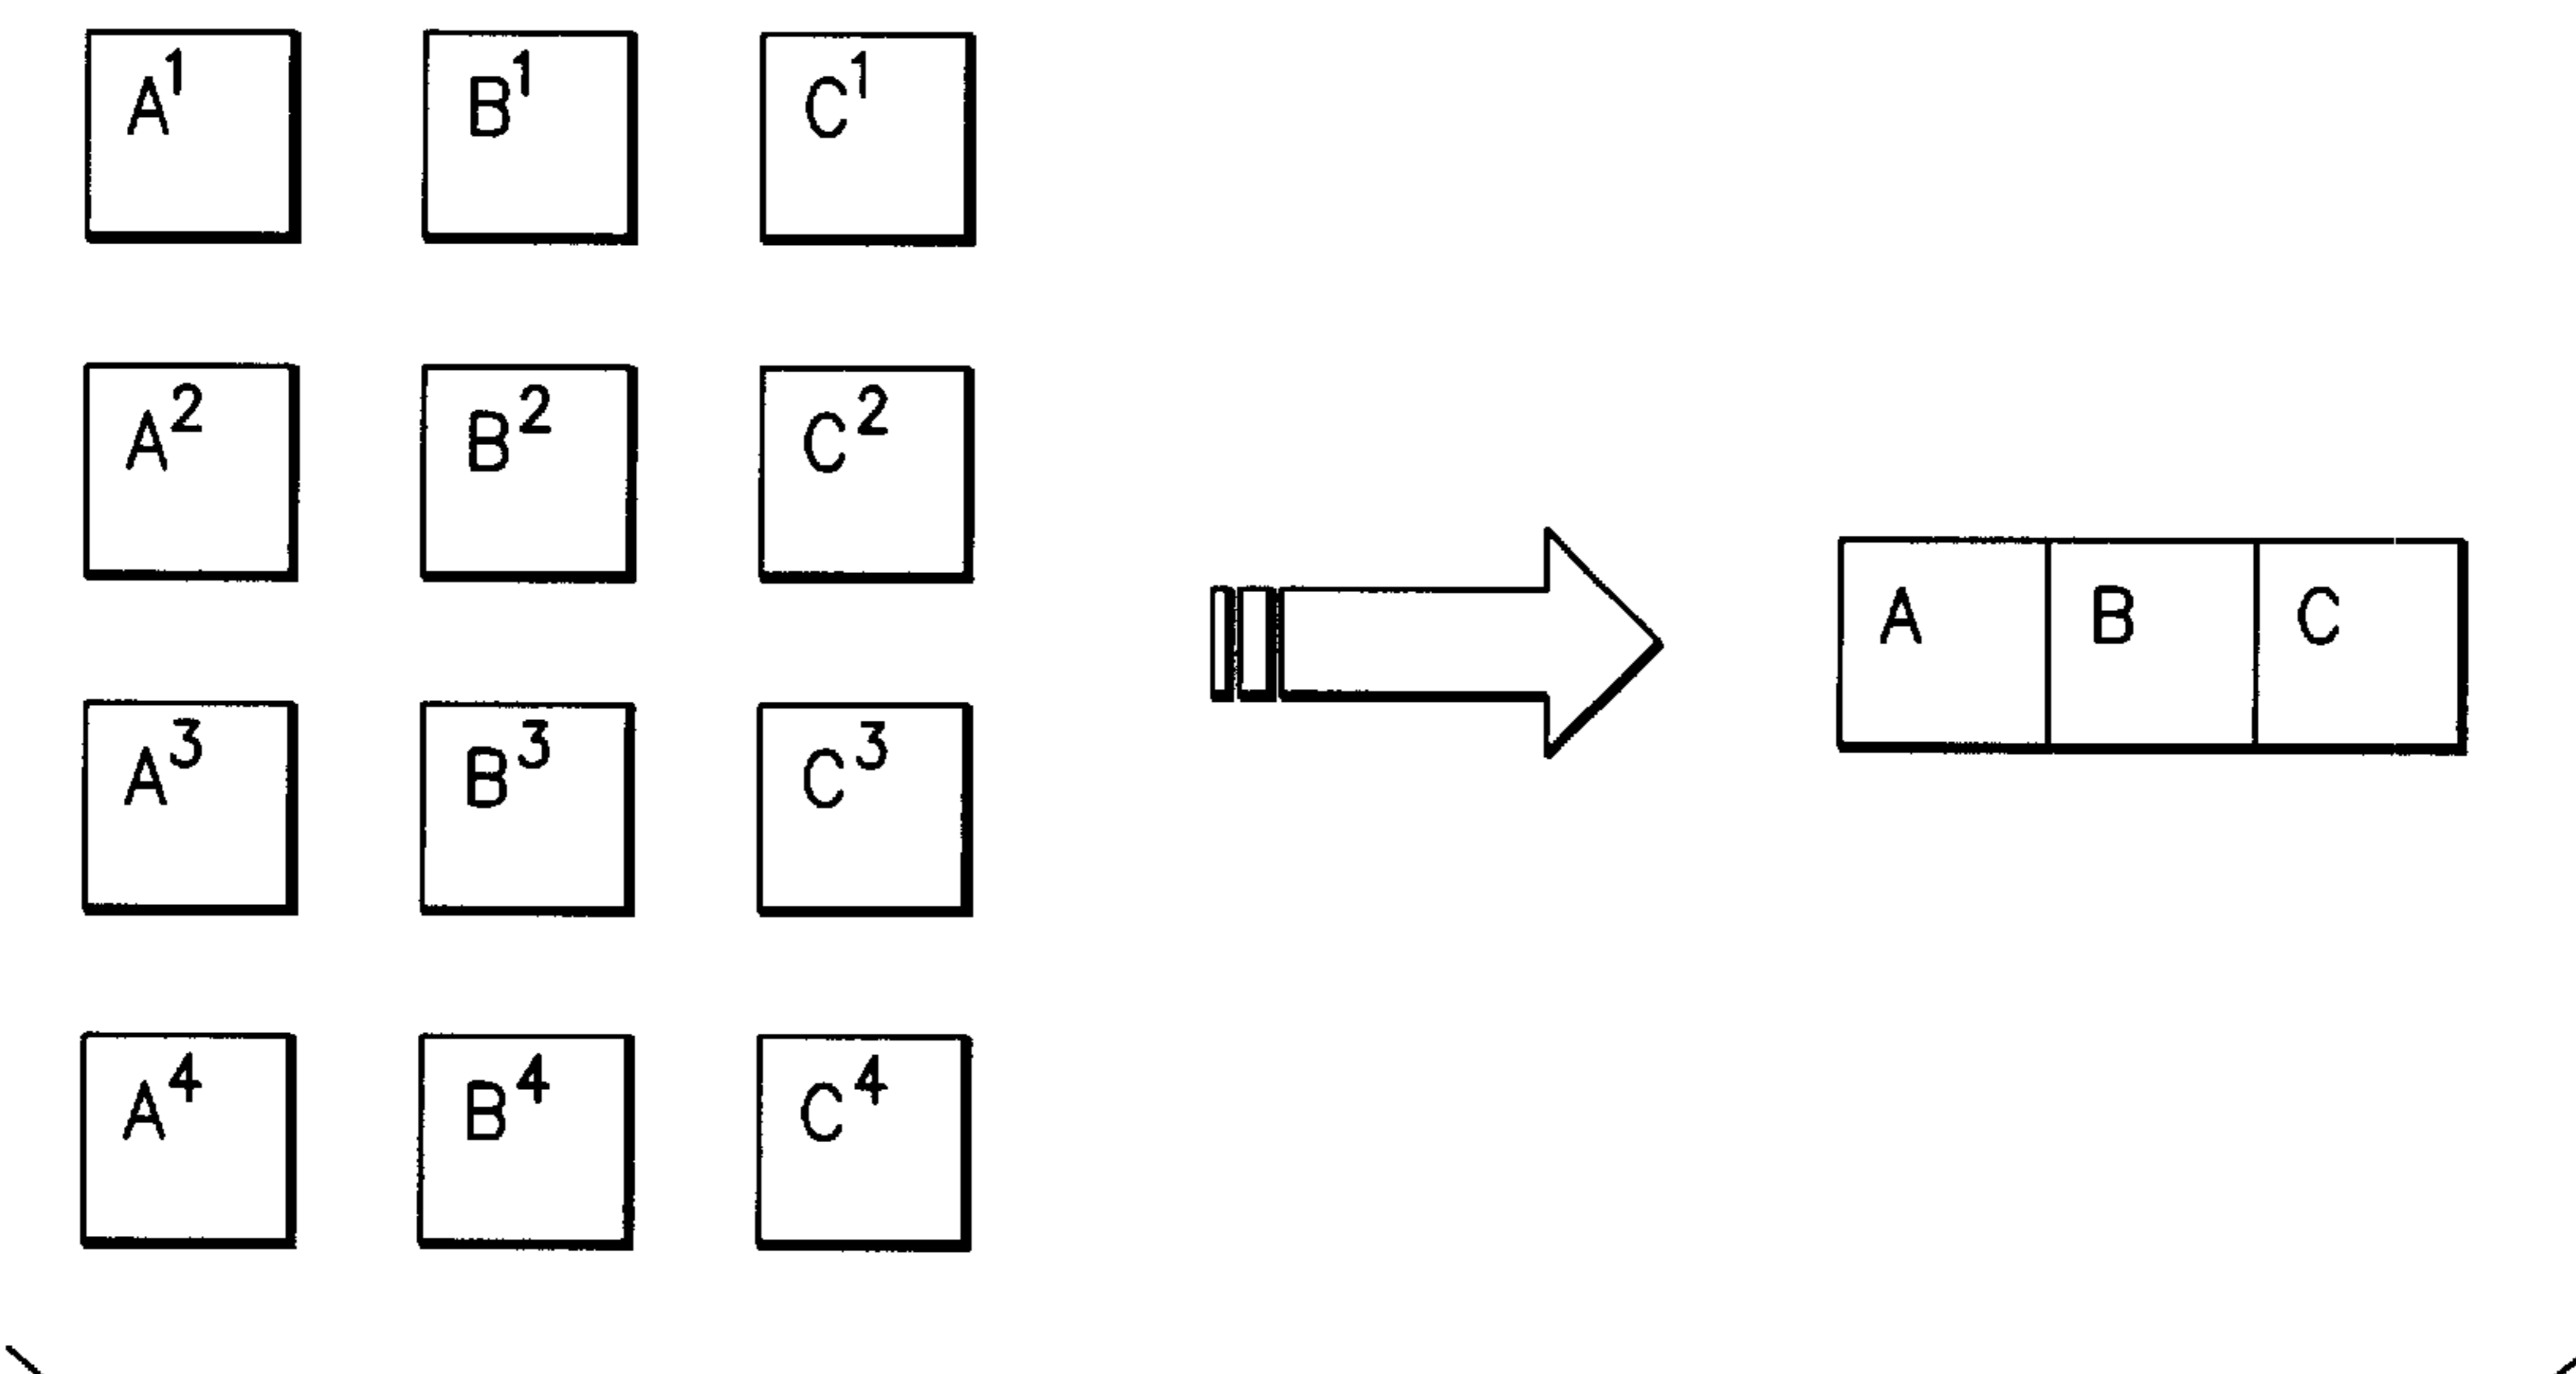 A¹ B¹ C¹
A² B² C²
A B C
A³ B³ C³
A⁴ B⁴ C⁴